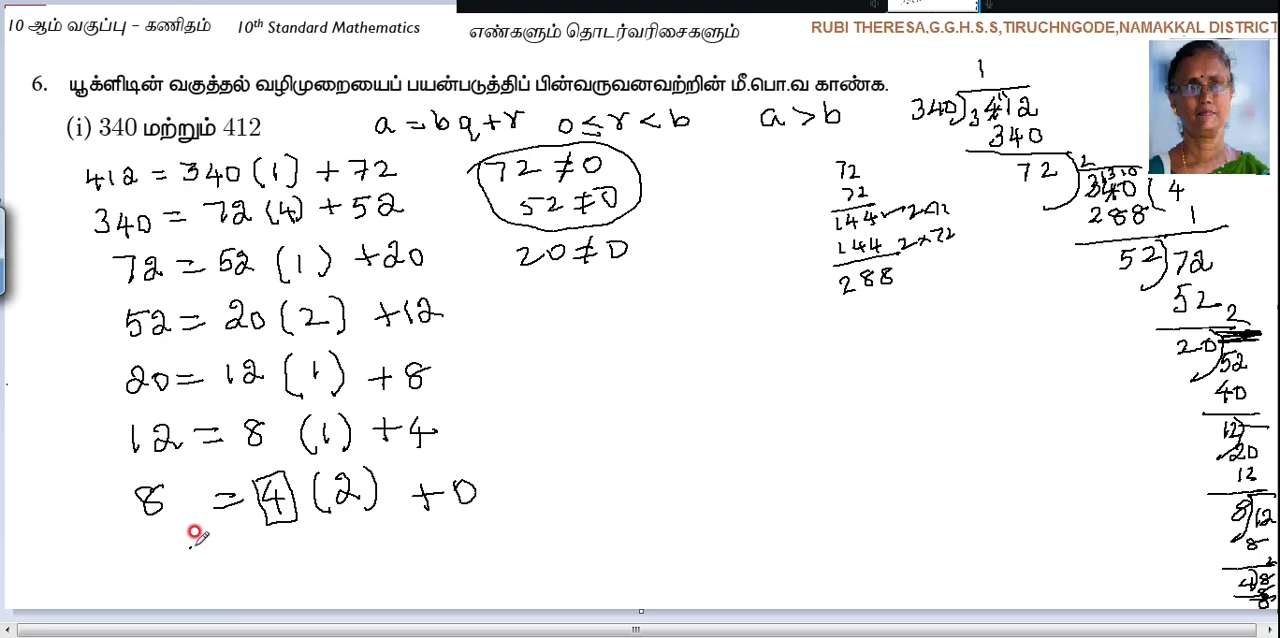 10 ஆம் வகுப்பு – கணிதம் 10th Standard Mathematics எண்களும் தொடர்வரிசைகளும் RUBI THERESA,G.G.H.S.S,TIRUCHNGODE,NAMAKKAL DISTRICT
6. யூக்ளிடின் வகுத்தல் வழிமுறையைப் பயன்படுத்திப் பின்வருவனவற்றின் மீ.பொ.வ காண்க.
(i) 340 மற்றும் 412 a = bq+r 0 ≤ r < b a > b
412 = 340 (1) + 72 72 ≠ 0
340 = 72 (4) + 52 52 ≠ 0
72 = 52 (1) +20 20 ≠ 0
52 = 20 (2) +12
20 = 12 (1) +8
12 = 8 (1) +4
8 = 4 (2) +0
72
72
144
144 2x72
288
1
340) 412
340
72 ) 340 ( 4
288 1
52) 72
52 2
20) 52
40
12)
20
12
8) 12
8
4) 8
8